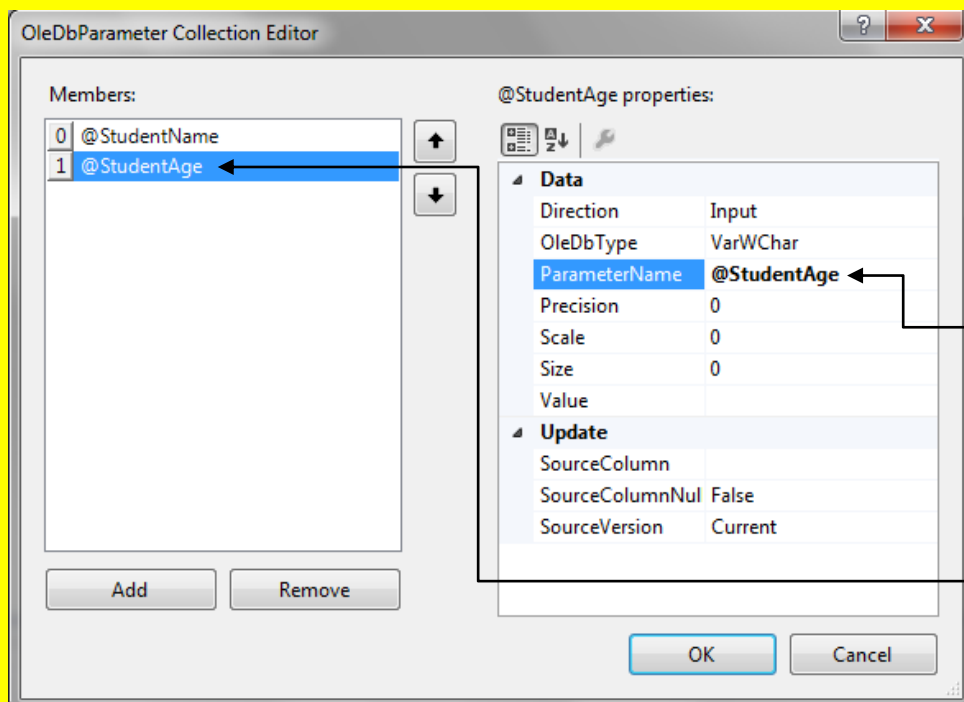 OleDbParameter Collection Editor
Members:
0 @StudentName
1 @StudentAge
Add
Remove
@StudentAge properties:
Data
Direction Input
OleDbType VarWChar
ParameterName @StudentAge
Precision 0
Scale 0
Size 0
Value
Update
SourceColumn
SourceColumnNul False
SourceVersion Current
OK
Cancel